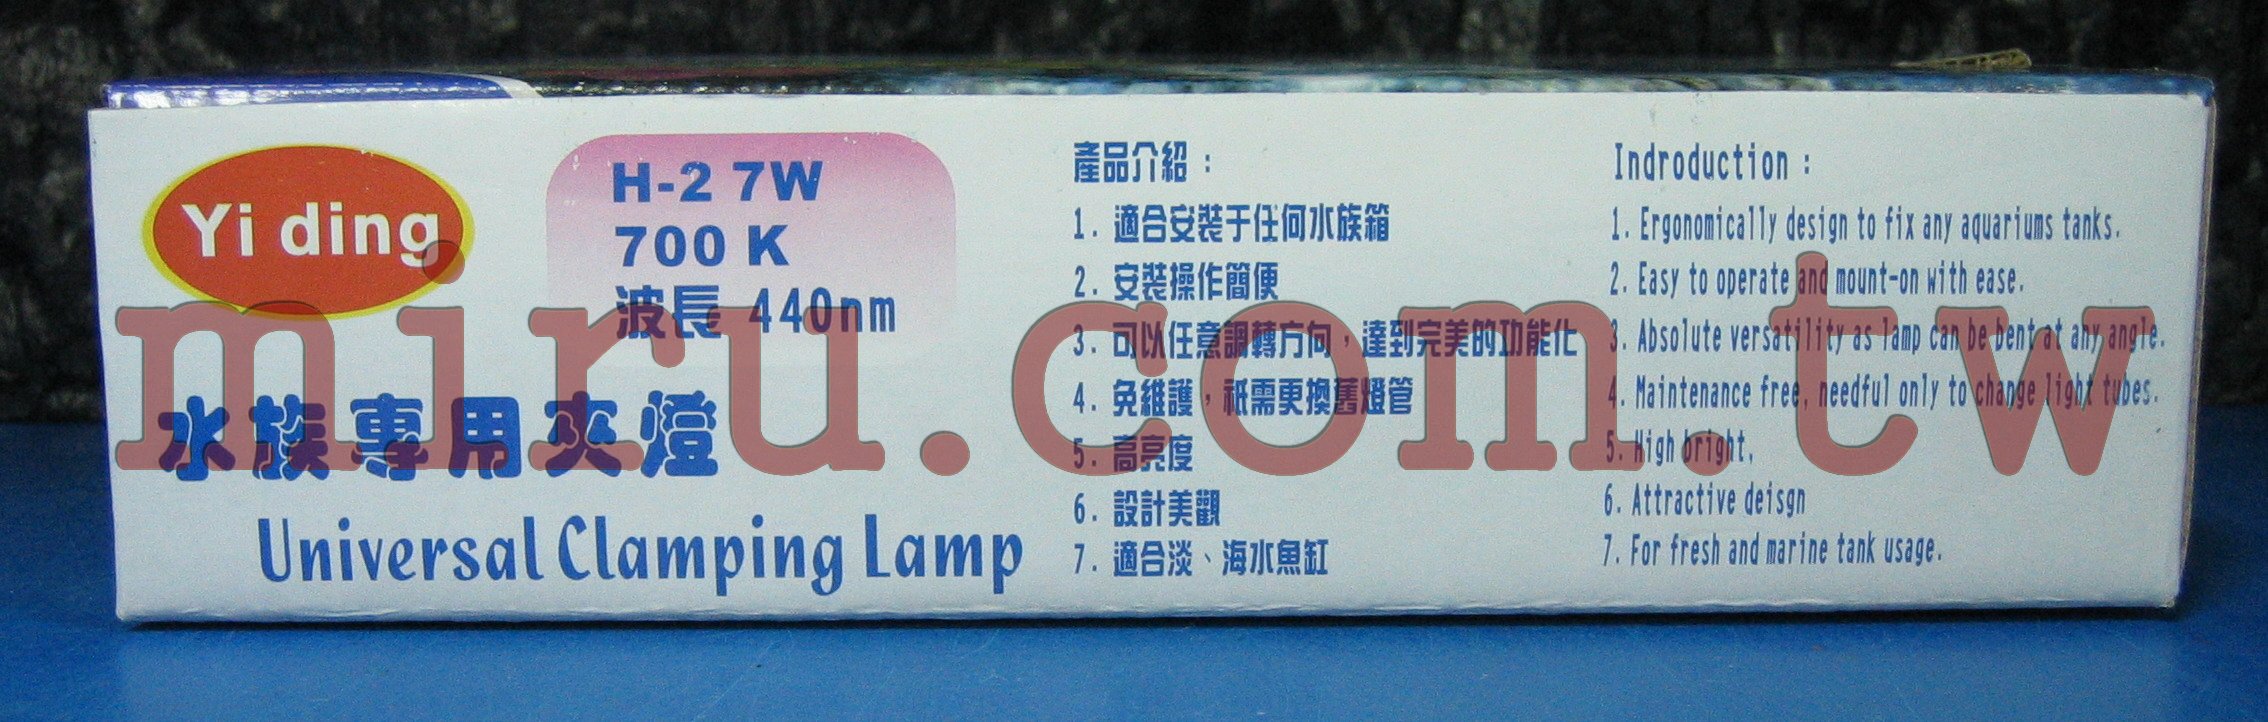 Yi ding
H-2 7W
700 K
波長 440nm
水族專用夾燈
Universal Clamping Lamp
產品介紹：
1. 適合安裝于任何水族箱
2. 安裝操作簡便
3. 可以任意調轉方向，達到完美的功能化
4. 免維護，祇需更換舊燈管
5. 高亮度
6. 設計美觀
7. 適合淡、海水魚缸
Indroduction :
1. Ergonomically design to fix any aquariums tanks.
2. Easy to operate and mount-on with ease.
3. Absolute versatility as lamp can be bent at any angle.
4. Maintenance free, needful only to change light tubes.
5. High bright.
6. Attractive deisgn
7. For fresh and marine tank usage.
miru.com.tw